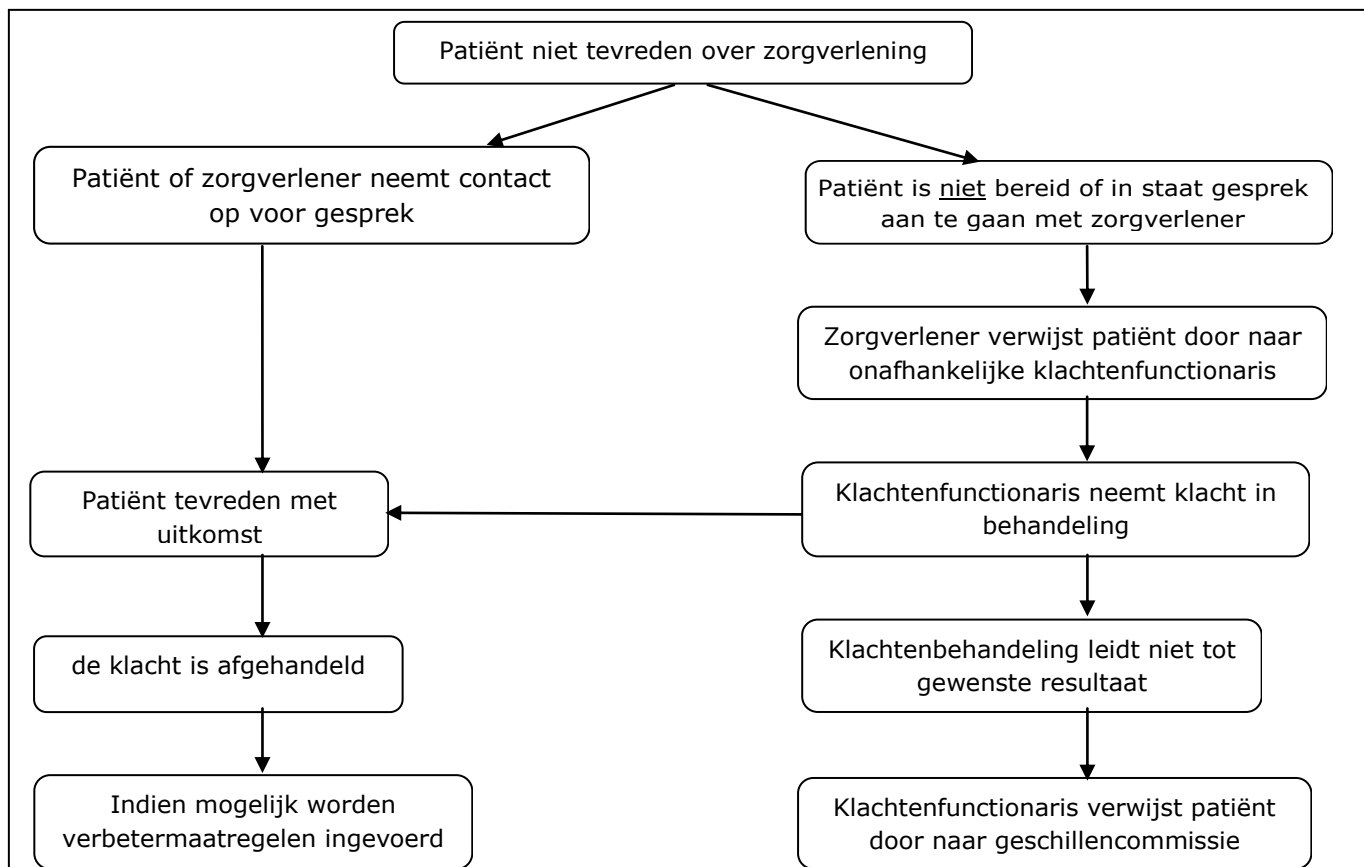 Patiënt niet tevreden over zorgverlening
Patiënt of zorgverlener neemt contact
op voor gesprek
Patiënt is niet bereid of in staat gesprek
aan te gaan met zorgverlener
Zorgverlener verwijst patiënt door naar
onafhankelijke klachtenfunctionaris
Patiënt tevreden met
uitkomst
Klachtenfunctionaris neemt klacht in
behandeling
de klacht is afgehandeld
Klachtenbehandeling leidt niet tot
gewenste resultaat
Indien mogelijk worden
verbetermaatregelen ingevoerd
Klachtenfunctionaris verwijst patiënt
door naar geschillencommissie